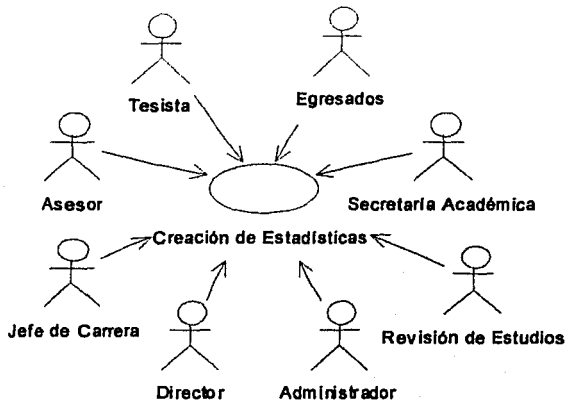 Tesista
Egresados
Asesor
Secretaría Académica
Creación de Estadísticas
Jefe de Carrera
Revisión de Estudios
Director
Administrador